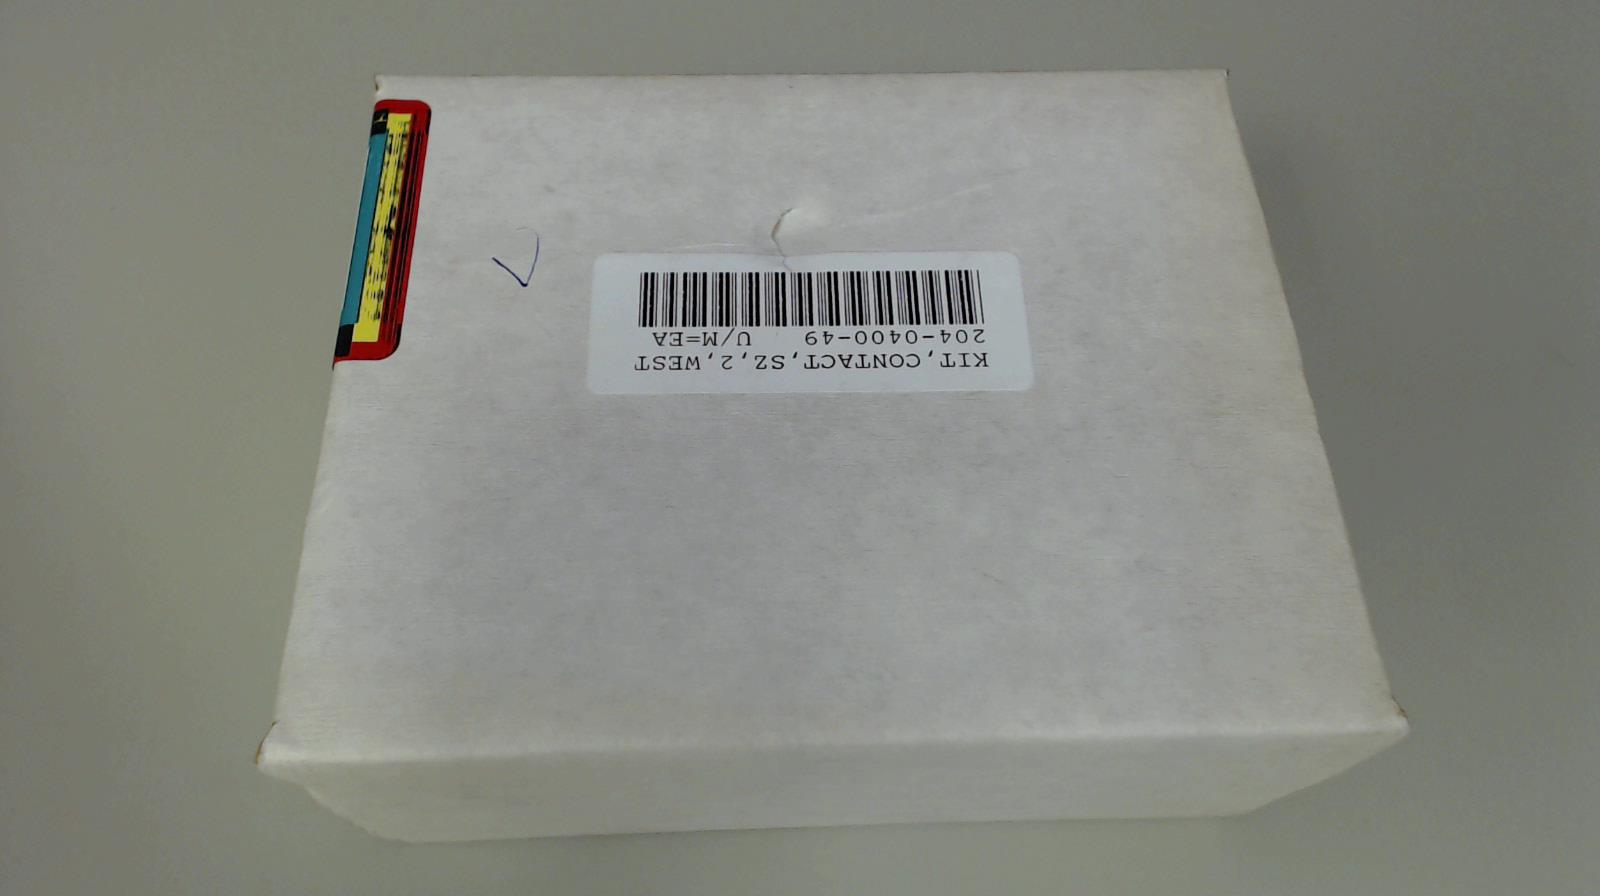 KIT,CONTACT,SZ,2,WEST
204-0400-49 U/M=EA